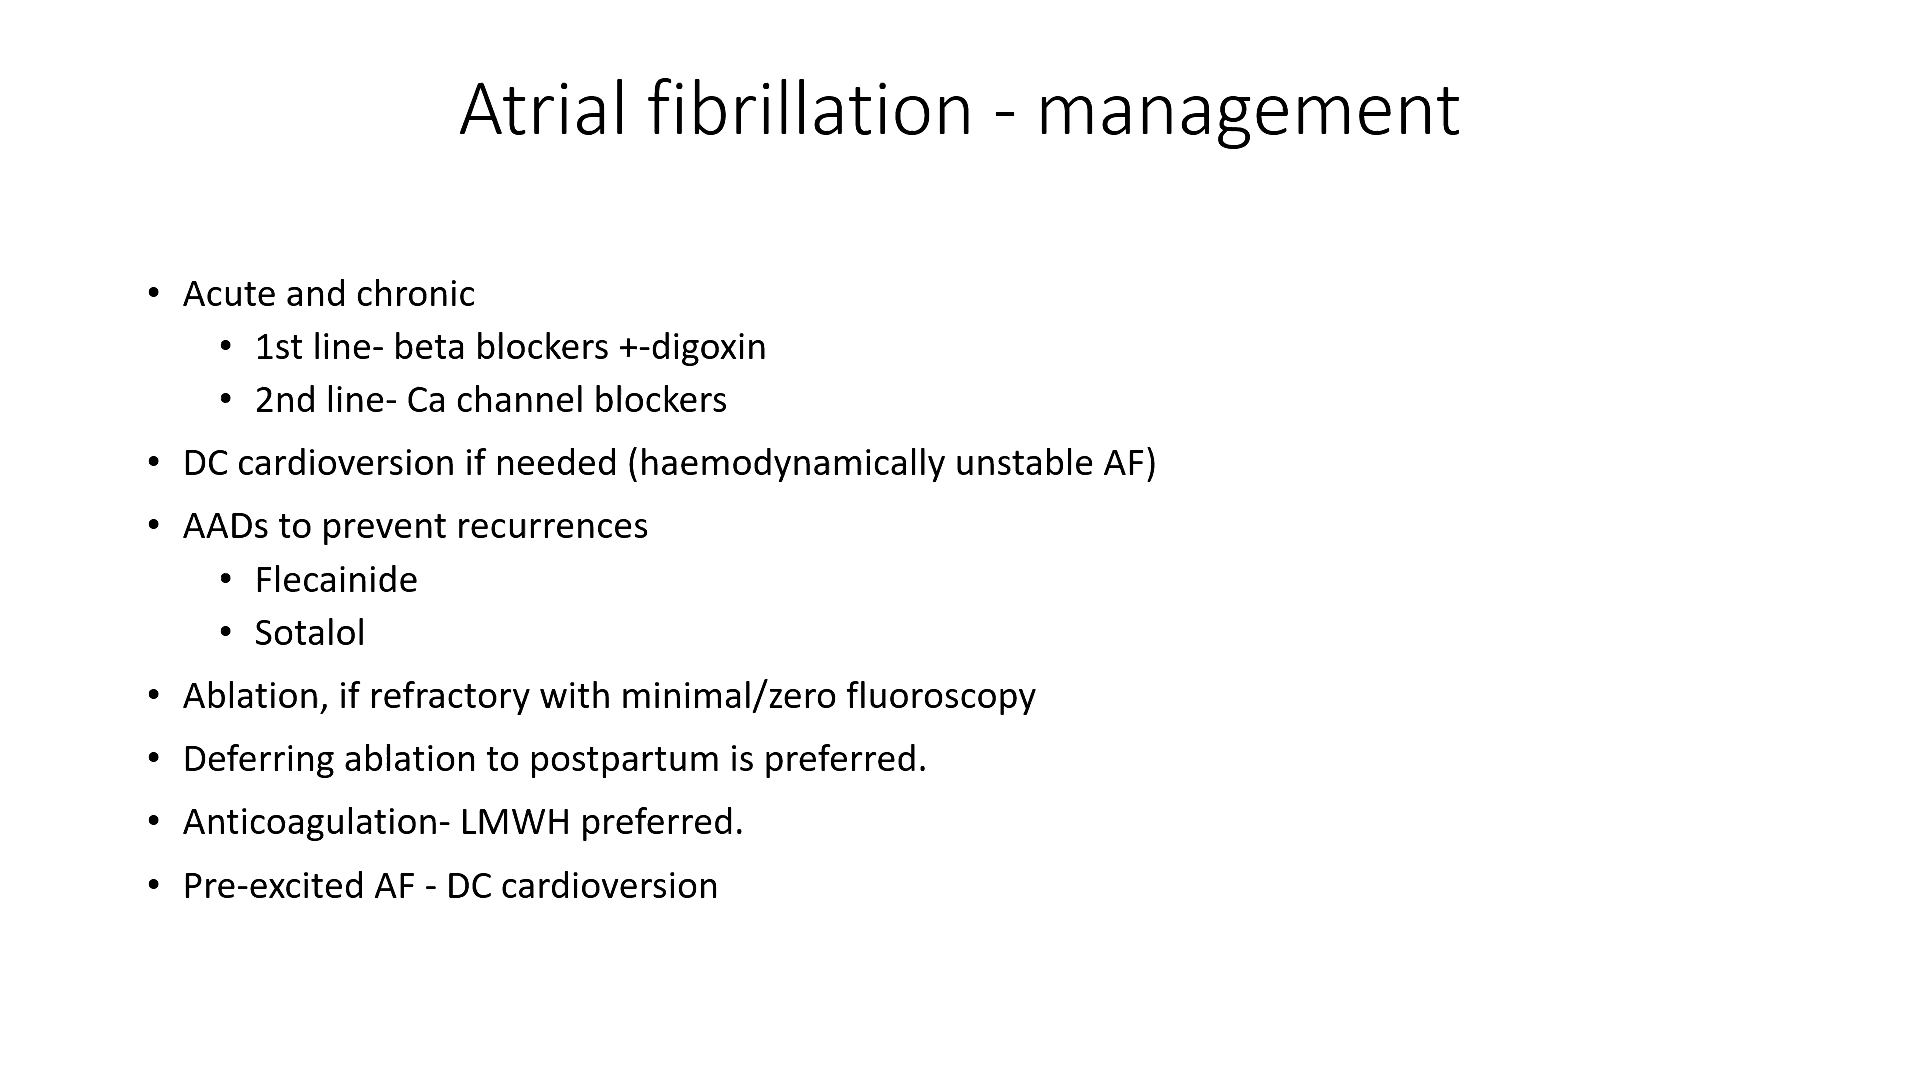 Atrial fibrillation - management
• Acute and chronic
• 1st line- beta blockers +-digoxin
• 2nd line- Ca channel blockers
• DC cardioversion if needed (haemodynamically unstable AF)
• AADs to prevent recurrences
• Flecainide
• Sotalol
• Ablation, if refractory with minimal/zero fluoroscopy
• Deferring ablation to postpartum is preferred.
• Anticoagulation- LMWH preferred.
• Pre-excited AF - DC cardioversion